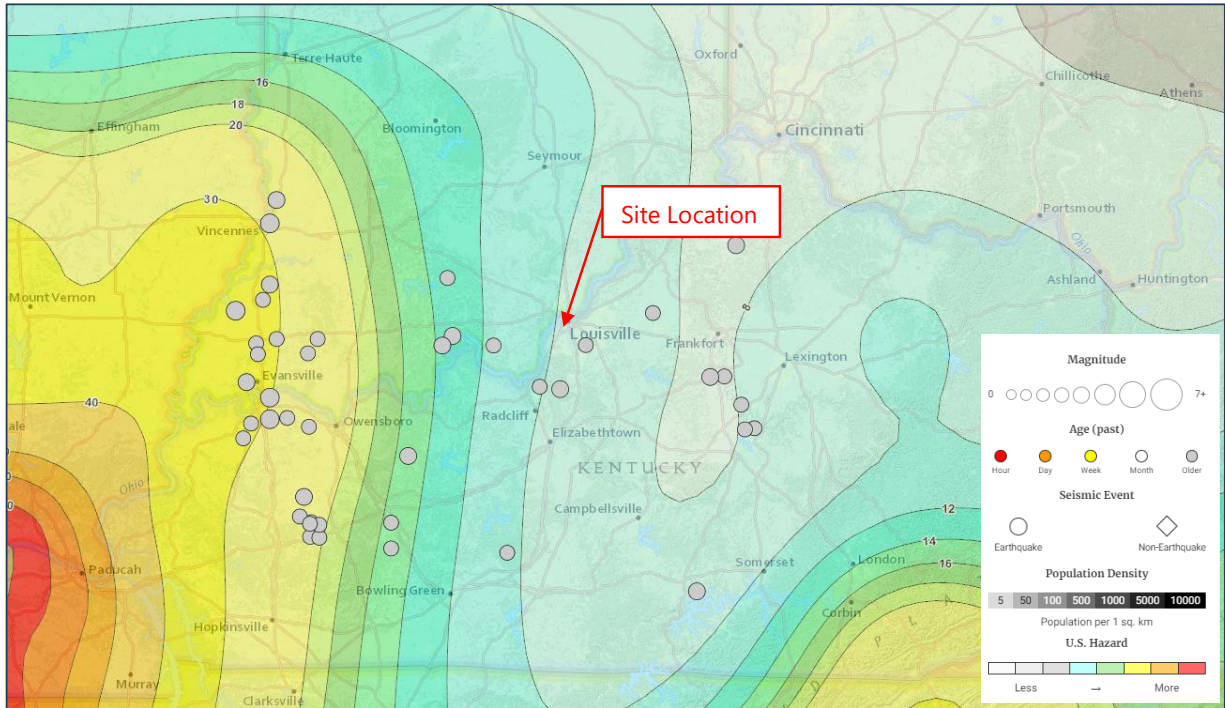 Oxford
Terre Haute
Chillicothe
16
Athens
18
Bloomington
20
Effingham
Cincinnati
Seymour
30
Site Location
Portsmouth
Vincennes
Ohio
Ashland
Huntington
Mount Vernon
8
Louisville
Frankfort
Lexington
Evansville
40
Radcliff
Owensboro
ale
Elizabethtown
KENTUCKY
Ohio
Campbellsville
12
14
Somerset
London
16
Paducah
Bowling Green
Corbin
Hopkinsville
Murray
Clarksville
D P L A
Magnitude
0 7+
Age (past)
Hour Day Week Month Older
Seismic Event
Earthquake Non-Earthquake
Population Density
5 50 100 500 1000 5000 10000
Population per 1 sq. km
U.S. Hazard
Less → More